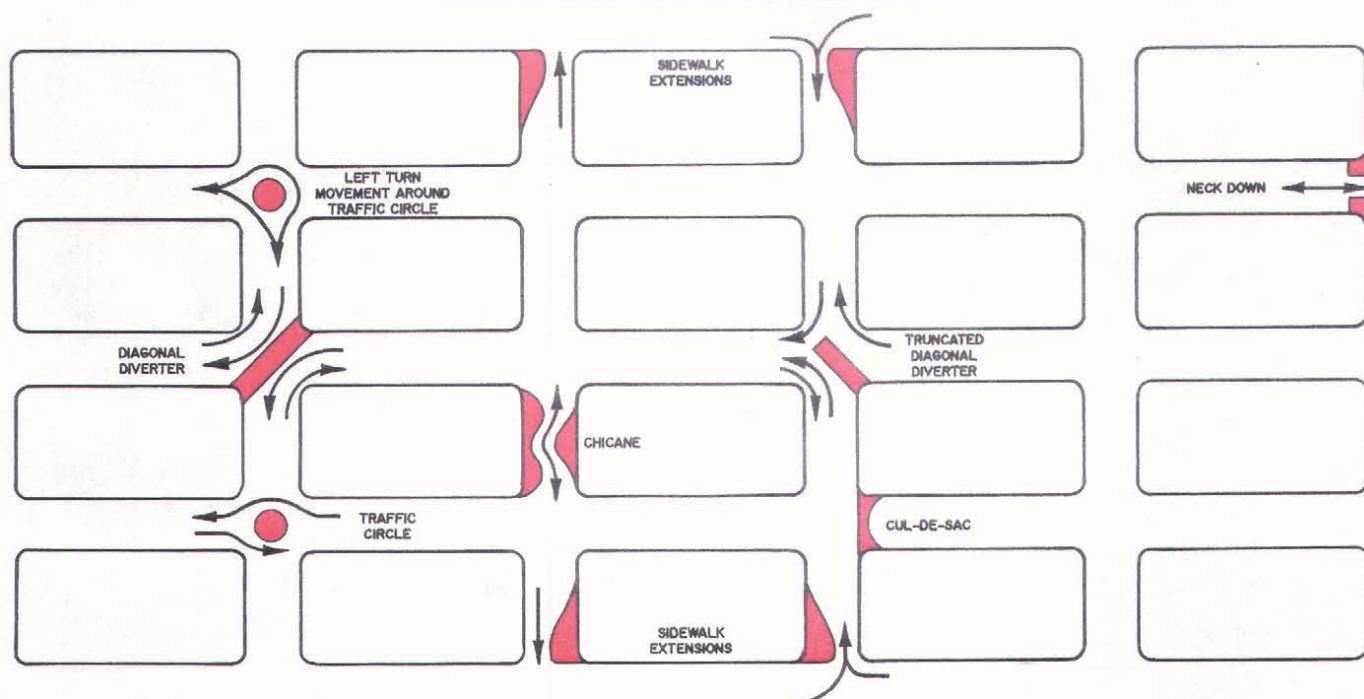 SIDEWALK
EXTENSIONS
LEFT TURN
MOVEMENT AROUND
TRAFFIC CIRCLE
NECK DOWN
DIAGONAL
DIVERTER
TRUNCATED
DIAGONAL
DIVERTER
CHICANE
TRAFFIC
CIRCLE
CUL-DE-SAC
SIDEWALK
EXTENSIONS